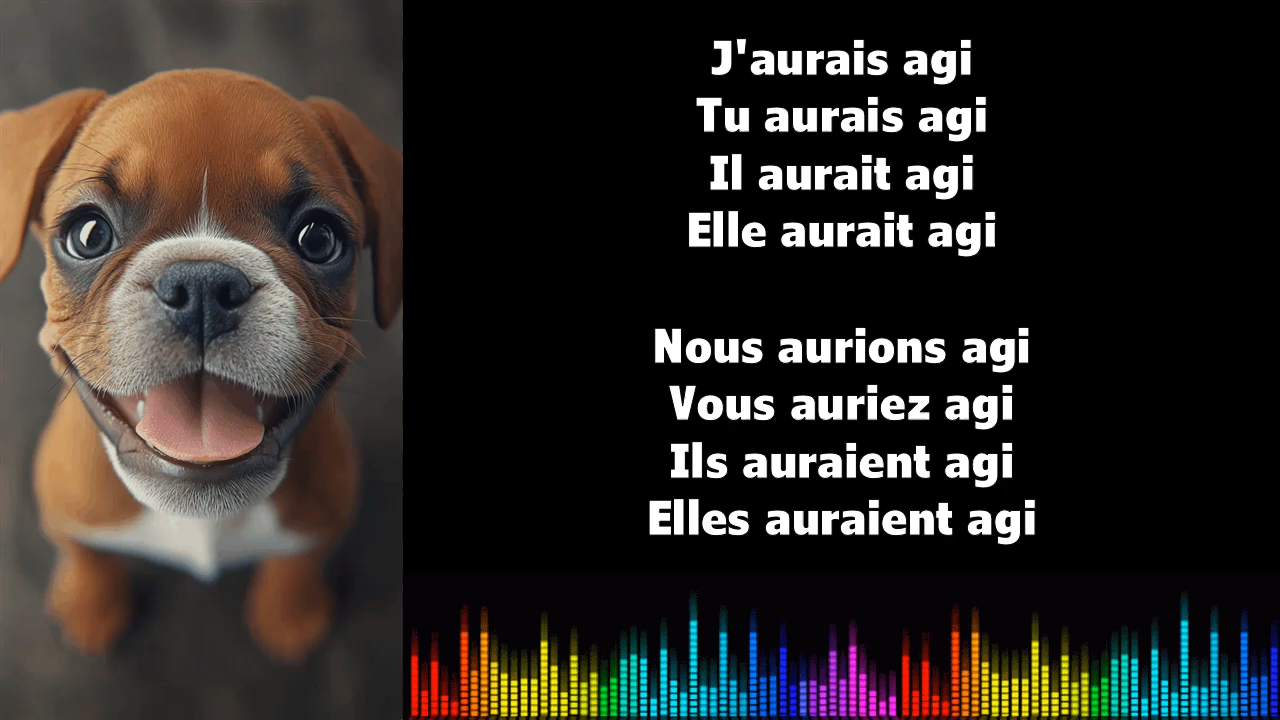 J'aurais agi
Tu aurais agi
Il aurait agi
Elle aurait agi
Nous aurions agi
Vous auriez agi
Ils auraient agi
Elles auraient agi